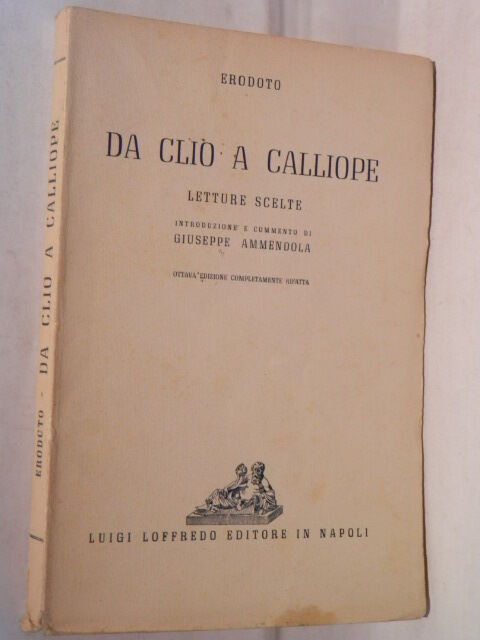 ERODOTO
DA CLIO A CALLIOPE
LETTURE SCELTE
INTRODUZIONE E COMMENTO DI
GIUSEPPE AMMENDOLA
OTTAVA EDIZIONE COMPLETAMENTE RIFATTA
LUIGI LOFFREDO EDITORE IN NAPOLI
ERODOTO - DA CLIO A CALLIOPE